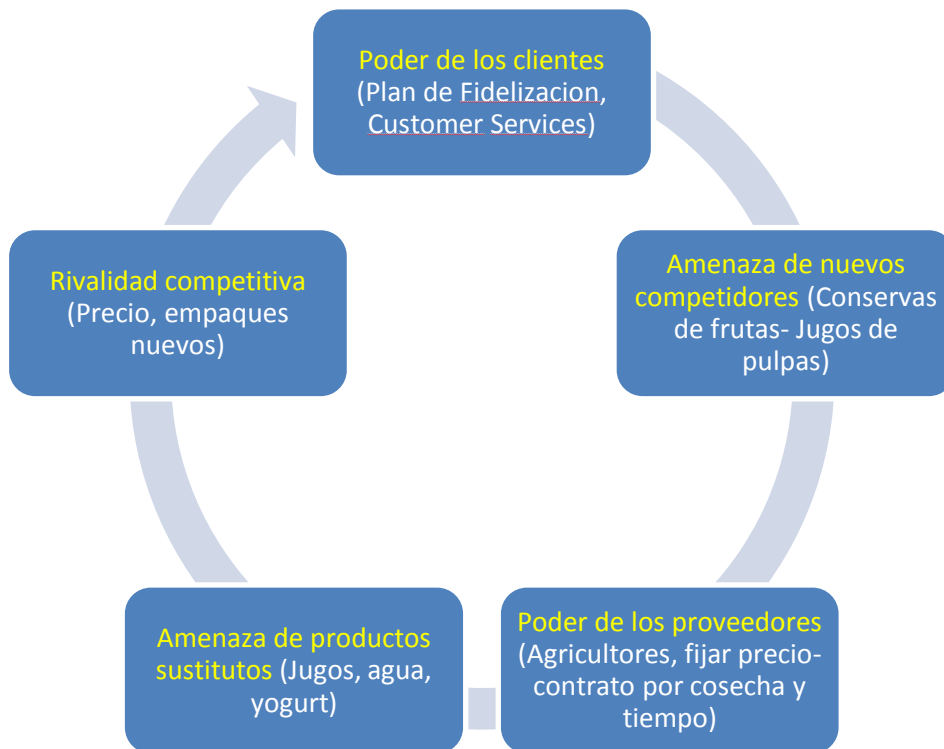 Poder de los clientes
(Plan de Fidelizacion,
Customer Services)
Amenaza de nuevos
competidores (Conservas
de frutas- Jugos de
pulpas)
Poder de los proveedores
(Agricultores, fijar precio-
contrato por cosecha y
tiempo)
Amenaza de productos
sustitutos (Jugos, agua,
yogurt)
Rivalidad competitiva
(Precio, empaques
nuevos)